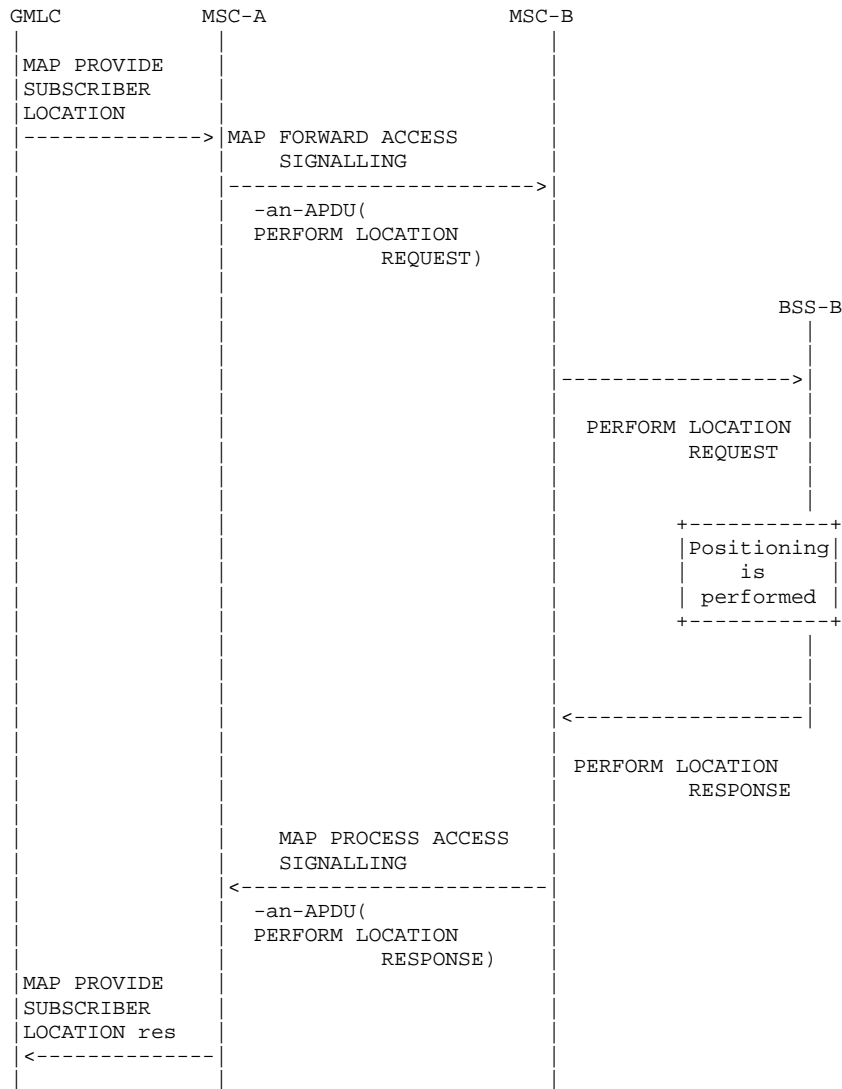 GMLC MSC-A MSC-B
MAP PROVIDE
SUBSCRIBER
LOCATION
MAP FORWARD ACCESS
SIGNALLING
-an-APDU(
PERFORM LOCATION
REQUEST)
BSS-B
PERFORM LOCATION
REQUEST
Positioning
is
performed
PERFORM LOCATION
RESPONSE
MAP PROCESS ACCESS
SIGNALLING
-an-APDU(
PERFORM LOCATION
RESPONSE)
MAP PROVIDE
SUBSCRIBER
LOCATION res